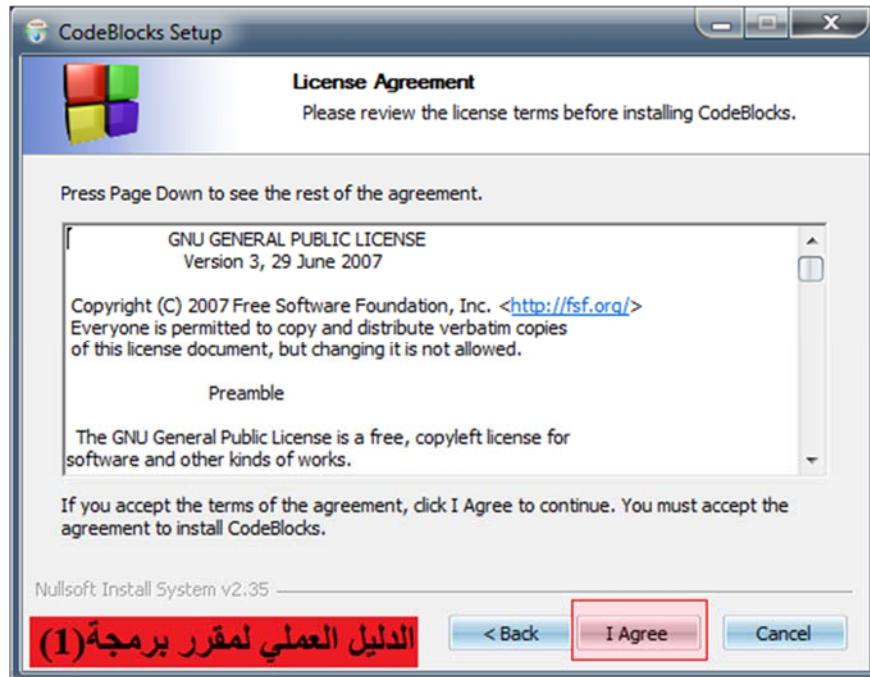 CodeBlocks Setup
License Agreement
Please review the license terms before installing CodeBlocks.
Press Page Down to see the rest of the agreement.
GNU GENERAL PUBLIC LICENSE
Version 3, 29 June 2007
Copyright (C) 2007 Free Software Foundation, Inc. <http://fsf.org/>
Everyone is permitted to copy and distribute verbatim copies
of this license document, but changing it is not allowed.
Preamble
The GNU General Public License is a free, copyleft license for
software and other kinds of works.
If you accept the terms of the agreement, click I Agree to continue. You must accept the
agreement to install CodeBlocks.
Nullsoft Install System v2.35
الدليل العملي لمقرر برمجة(1)
< Back
I Agree
Cancel